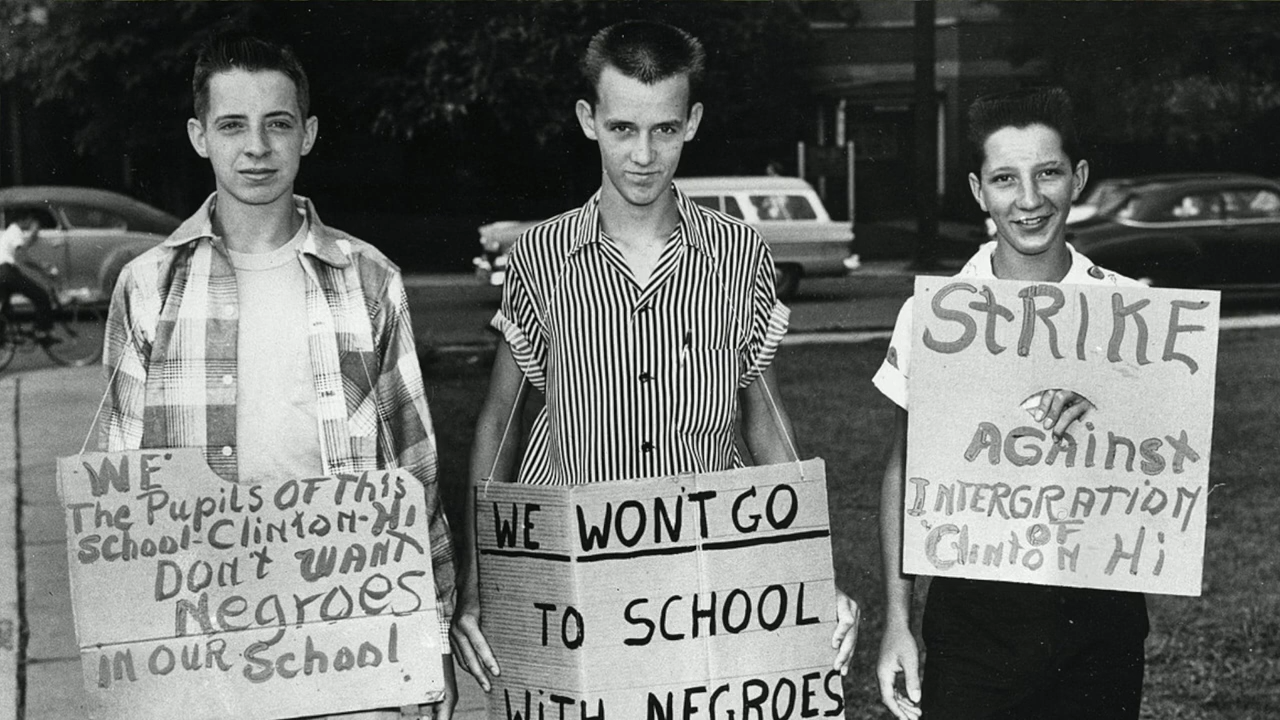 WE
The Pupils OF This
School-Clinton-Hi
DON't WANT
Negroes
IN OUR School
WE WON'T GO
TO SCHOOL
WITH NEGROES
StRIKE
AGAinst
INTERGRATION
OF
Clinton Hi